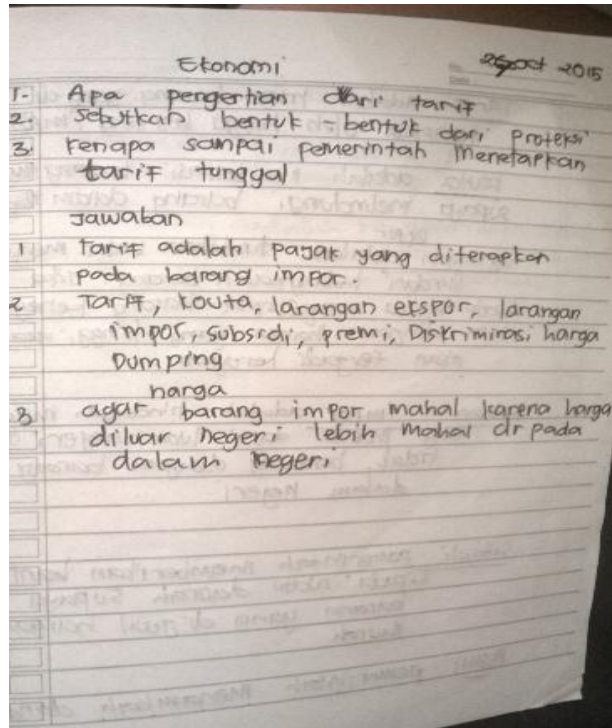 Ekonomi
oct 2015
1. Apa pengertian dari tarif
2. Sebutkan bentuk-bentuk dari proteksi
3. Kenapa sampai pemerintah menetapkan
tarif tunggal
Jawaban
1 Tarif adalah pajak yang diterapkan
pada barang impor.
2 Tarif, kouta, larangan ekspor, larangan
impor, subsidi, premi, Diskriminasi harga
Dumping
harga
3 agar barang impor mahal karena harga
diluar negeri lebih mahal dr pada
dalam negeri